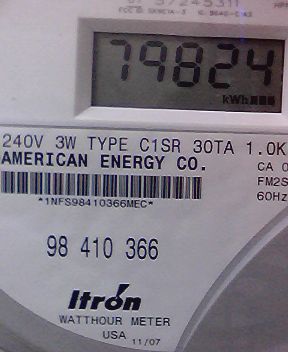 79824
kWh
240V 3W TYPE C1SR 30TA 1.0K
AMERICAN ENERGY CO.
CA 0
FM2S
60Hz
*1NFS98410366MEC*
98 410 366
Itron
WATTHOUR METER
USA 11/07